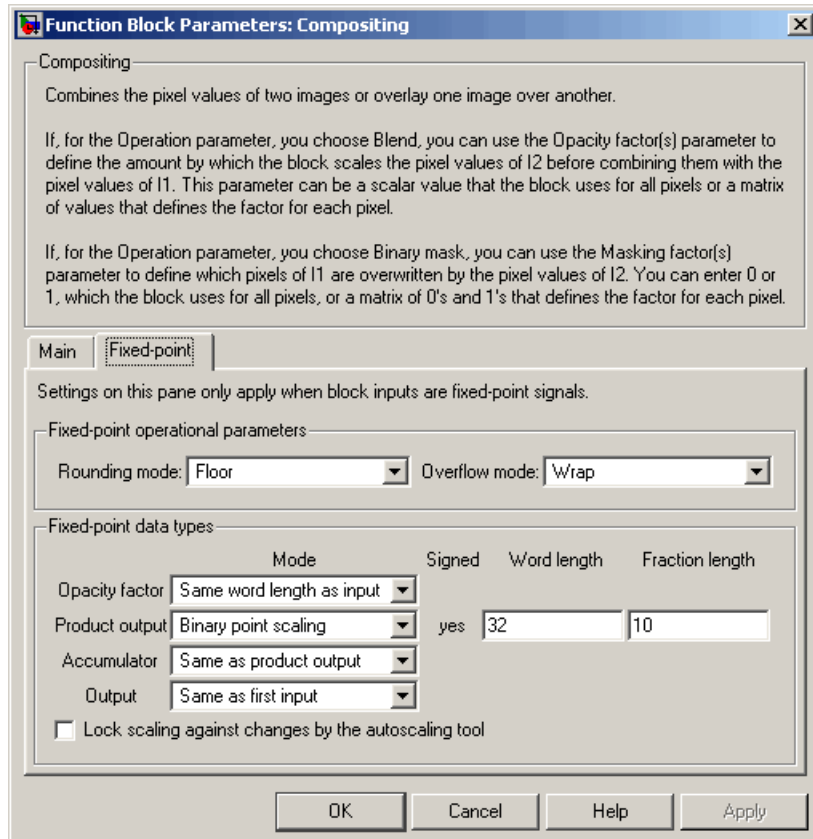 Function Block Parameters: Compositing
Compositing
Combines the pixel values of two images or overlay one image over another.
If, for the Operation parameter, you choose Blend, you can use the Opacity factor(s) parameter to
define the amount by which the block scales the pixel values of I2 before combining them with the
pixel values of I1. This parameter can be a scalar value that the block uses for all pixels or a matrix
of values that defines the factor for each pixel.
If, for the Operation parameter, you choose Binary mask, you can use the Masking factor(s)
parameter to define which pixels of I1 are overwritten by the pixel values of I2. You can enter 0 or
1, which the block uses for all pixels, or a matrix of 0's and 1's that defines the factor for each pixel.
Main Fixed-point
Settings on this pane only apply when block inputs are fixed-point signals.
Fixed-point operational parameters
Rounding mode: Floor Overflow mode: Wrap
Fixed-point data types
Mode Signed Word length Fraction length
Opacity factor Same word length as input
Product output Binary point scaling yes 32 10
Accumulator Same as product output
Output Same as first input
Lock scaling against changes by the autoscaling tool
OK Cancel Help Apply